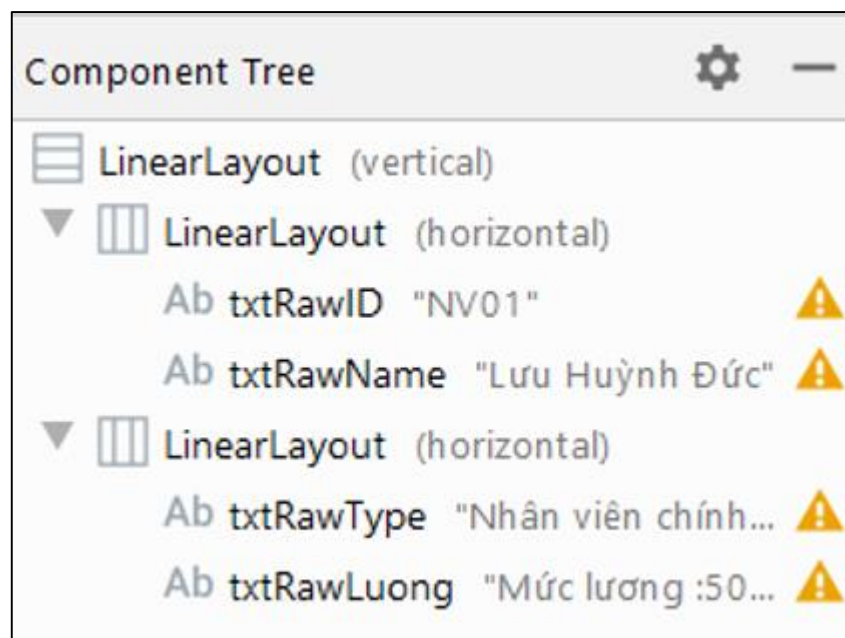 Component Tree
LinearLayout (vertical)
LinearLayout (horizontal)
Ab txtRawID "NV01"
Ab txtRawName "Lưu Huỳnh Đức"
LinearLayout (horizontal)
Ab txtRawType "Nhân viên chính...
Ab txtRawLuong "Mức lương :50...